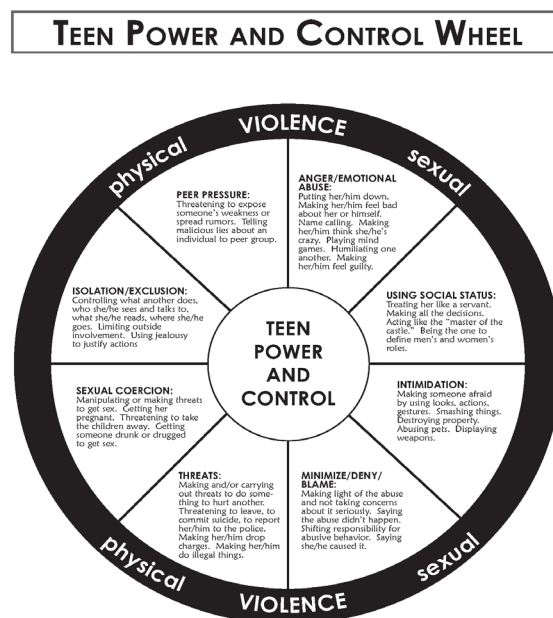 TEEN POWER AND CONTROL WHEEL
physical
VIOLENCE
sexual
PEER PRESSURE:
Threatening to expose
someone's weakness or
spread rumors. Telling
malicious lies about an
individual to peer group.
ANGER/EMOTIONAL
ABUSE:
Putting her/him down.
Making her/him feel bad
about her or himself.
Name calling. Making
her/him think she/he's
crazy. Playing mind
games. Humiliating one
another. Making
her/him feel guilty.
ISOLATION/EXCLUSION:
Controlling what another does,
who she/he sees and talks to,
what she/he reads, where she/he
goes. Limiting outside
involvement. Using jealousy
to justify actions
USING SOCIAL STATUS:
Treating her like a servant.
Making all the decisions.
Acting like the "master of the
castle." Being the one to
define men's and women's
roles.
TEEN
POWER
AND
CONTROL
SEXUAL COERCION:
Manipulating or making threats
to get sex. Getting her
pregnant. Threatening to take
the children away. Getting
someone drunk or drugged
to get sex.
INTIMIDATION:
Making someone afraid
by using looks, actions,
gestures. Smashing things.
Destroying property.
Abusing pets. Displaying
weapons.
THREATS:
Making and/or carrying
out threats to do some-
thing to hurt another.
Threatening to leave, to
commit suicide, to report
her/him to the police.
Making her/him drop
charges. Making her/him
do illegal things.
MINIMIZE/DENY/
BLAME:
Making light of the abuse
and not taking concerns
about it seriously. Saying
the abuse didn't happen.
Shifting responsibility for
abusive behavior. Saying
she/he caused it.
physical
VIOLENCE
sexual